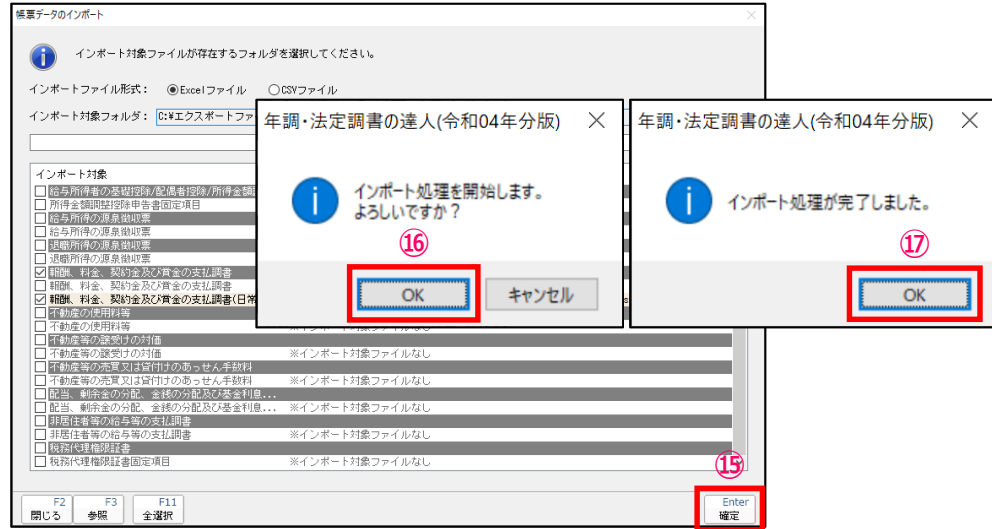 帳票データのインポート
インポート対象ファイルが存在するフォルダを選択してください。
インポートファイル形式： Excelファイル CSVファイル
インポート対象フォルダ： C:¥エクスポートファ
インポート対象
給与所得者の基礎控除/配偶者控除/所得金額
所得金額調整控除申告書固定項目
給与所得の源泉徴収票
給与所得の源泉徴収票
退職所得の源泉徴収票
退職所得の源泉徴収票
報酬、料金、契約金及び賞金の支払調書
報酬、料金、契約金及び賞金の支払調書
報酬、料金、契約金及び賞金の支払調書(日常
不動産の使用料等
不動産の使用料等 ※インポート対象ファイルなし
不動産等の譲受けの対価
不動産等の譲受けの対価 ※インポート対象ファイルなし
不動産等の売買又は貸付けのあっせん手数料
不動産等の売買又は貸付けのあっせん手数料 ※インポート対象ファイルなし
配当、剰余金の分配、金銭の分配及び基金利息...
配当、剰余金の分配、金銭の分配及び基金利息... ※インポート対象ファイルなし
非居住者等の給与等の支払調書
非居住者等の給与等の支払調書 ※インポート対象ファイルなし
税務代理権限証書
税務代理権限証書固定項目 ※インポート対象ファイルなし
F2 閉じる
F3 参照
F11 全選択
⑮
Enter 確定
年調・法定調書の達人(令和04年分版)
インポート処理を開始します。
よろしいですか？
⑯
OK キャンセル
年調・法定調書の達人(令和04年分版)
インポート処理が完了しました。
⑰
OK